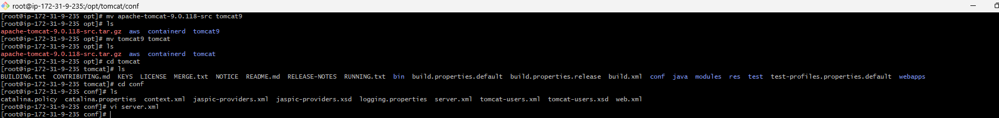 root@ip-172-31-9-235:/opt/tomcat/conf
[root@ip-172-31-9-235 opt]# mv apache-tomcat-9.0.118-src tomcat9
[root@ip-172-31-9-235 opt]# ls
apache-tomcat-9.0.118-src.tar.gz  aws  containerd  tomcat9
[root@ip-172-31-9-235 opt]# mv tomcat9 tomcat
[root@ip-172-31-9-235 opt]# ls
apache-tomcat-9.0.118-src.tar.gz  aws  containerd  tomcat
[root@ip-172-31-9-235 opt]# cd tomcat
[root@ip-172-31-9-235 tomcat]# ls
BUILDING.txt  CONTRIBUTING.md  KEYS  LICENSE  MERGE.txt  NOTICE  README.md  RELEASE-NOTES  RUNNING.txt  bin  build.properties.default  build.properties.release  build.xml  conf  java  modules  res  test  test-profiles.properties.default  webapps
[root@ip-172-31-9-235 tomcat]# cd conf
[root@ip-172-31-9-235 conf]# ls
catalina.policy  catalina.properties  context.xml  jaspic-providers.xml  jaspic-providers.xsd  logging.properties  server.xml  tomcat-users.xml  tomcat-users.xsd  web.xml
[root@ip-172-31-9-235 conf]# vi server.xml
[root@ip-172-31-9-235 conf]#